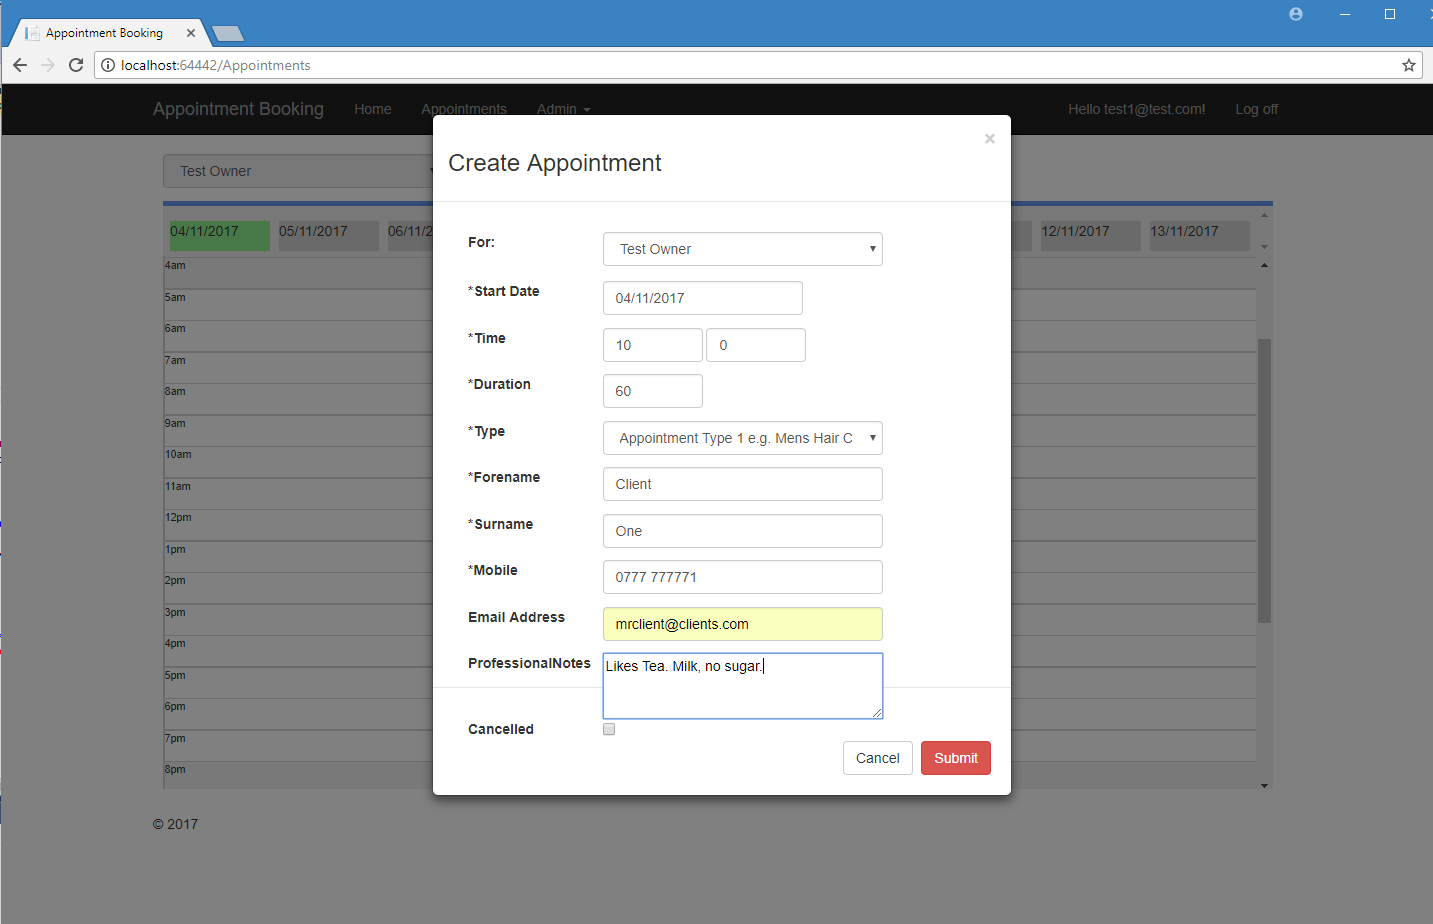 Appointment Booking
localhost:64442/Appointments
Appointment Booking Home Appointments Admin Hello test1@test.com! Log off
Test Owner
04/11/2017 05/11/2017 06/11/2 12/11/2017 13/11/2017
4am
5am
6am
7am
8am
9am
10am
11am
12pm
1pm
2pm
3pm
4pm
5pm
6pm
7pm
8pm
Create Appointment
×
For: Test Owner
*Start Date 04/11/2017
*Time 10 0
*Duration 60
*Type Appointment Type 1 e.g. Mens Hair C
*Forename Client
*Surname One
*Mobile 0777 777771
Email Address mrclient@clients.com
ProfessionalNotes Likes Tea. Milk, no sugar.
Cancelled
Cancel Submit
© 2017